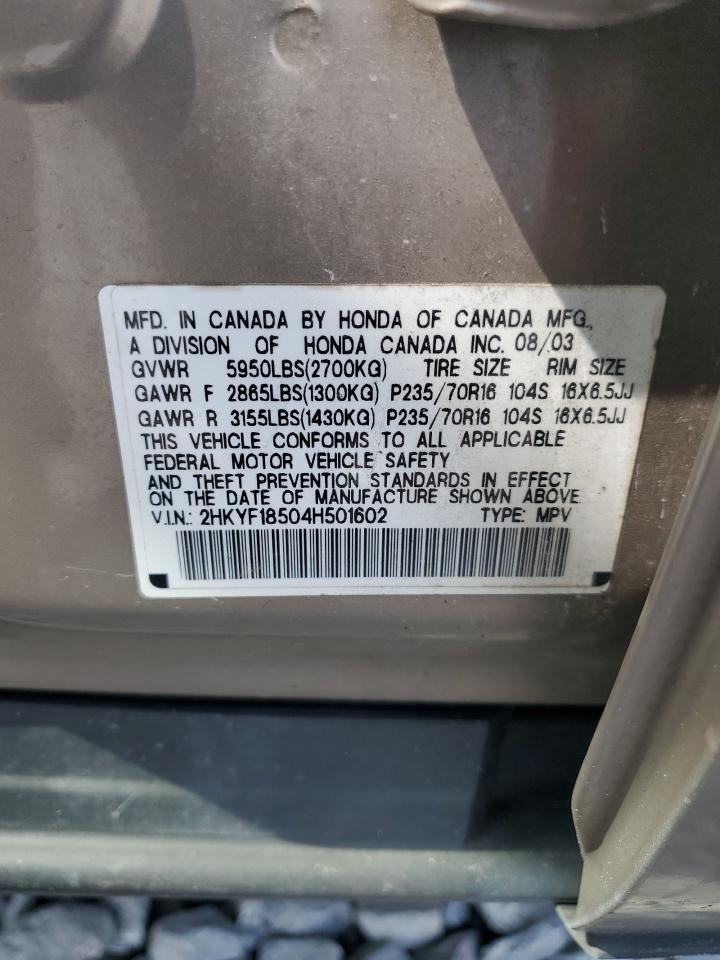 MFD. IN CANADA BY HONDA OF CANADA MFG.,
A DIVISION OF HONDA CANADA INC. 08/03
GVWR 5950LBS(2700KG) TIRE SIZE RIM SIZE
GAWR F 2865LBS(1300KG) P235/70R16 104S 16X6.5JJ
GAWR R 3155LBS(1430KG) P235/70R16 104S 16X6.5JJ
THIS VEHICLE CONFORMS TO ALL APPLICABLE
FEDERAL MOTOR VEHICLE SAFETY
AND THEFT PREVENTION STANDARDS IN EFFECT
ON THE DATE OF MANUFACTURE SHOWN ABOVE
V.I.N.: 2HKYF18504H501602 TYPE: MPV